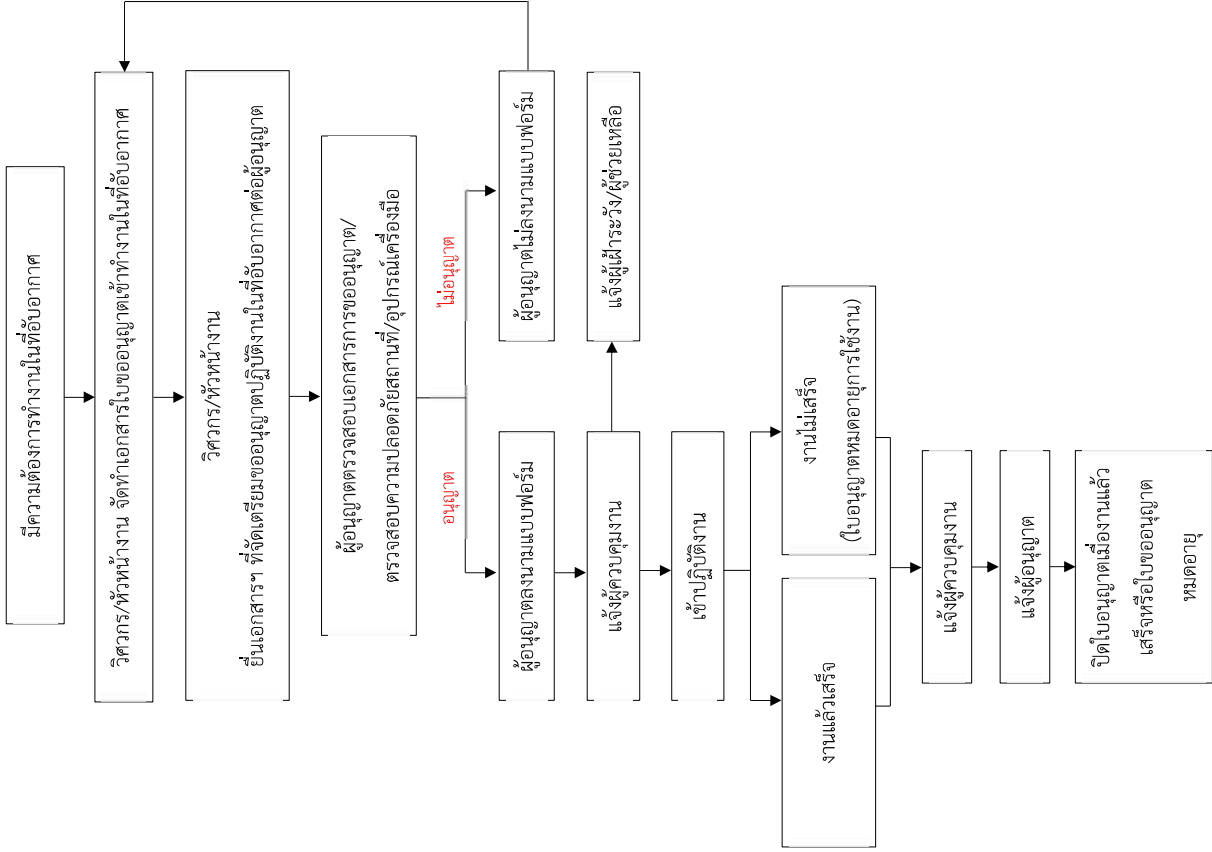 มีความต้องการทำงานในที่อับอากาศ
วิศวกร/หัวหน้างาน จัดทำเอกสารใบขออนุญาตเข้าทำงานในที่อับอากาศ
วิศวกร/หัวหน้างาน
ยื่นเอกสารฯ ที่จัดเตรียมขออนุญาตปฏิบัติงานในที่อับอากาศต่อผู้อนุญาต
ผู้อนุญาตตรวจสอบเอกสารการขออนุญาต/
ตรวจสอบความปลอดภัยสถานที่/อุปกรณ์เครื่องมือ
อนุญาต
ไม่อนุญาต
ผู้อนุญาตลงนามแบบฟอร์ม
ผู้อนุญาตไม่ลงนามแบบฟอร์ม
แจ้งผู้ควบคุมงาน
แจ้งผู้เฝ้าระวัง/ผู้ช่วยเหลือ
เข้าปฏิบัติงาน
งานแล้วเสร็จ
งานไม่เสร็จ
(ใบอนุญาตหมดอายุการใช้งาน)
แจ้งผู้ควบคุมงาน
แจ้งผู้อนุญาต
ปิดใบอนุญาตเมื่องานแล้ว
เสร็จหรือใบขออนุญาต
หมดอายุ